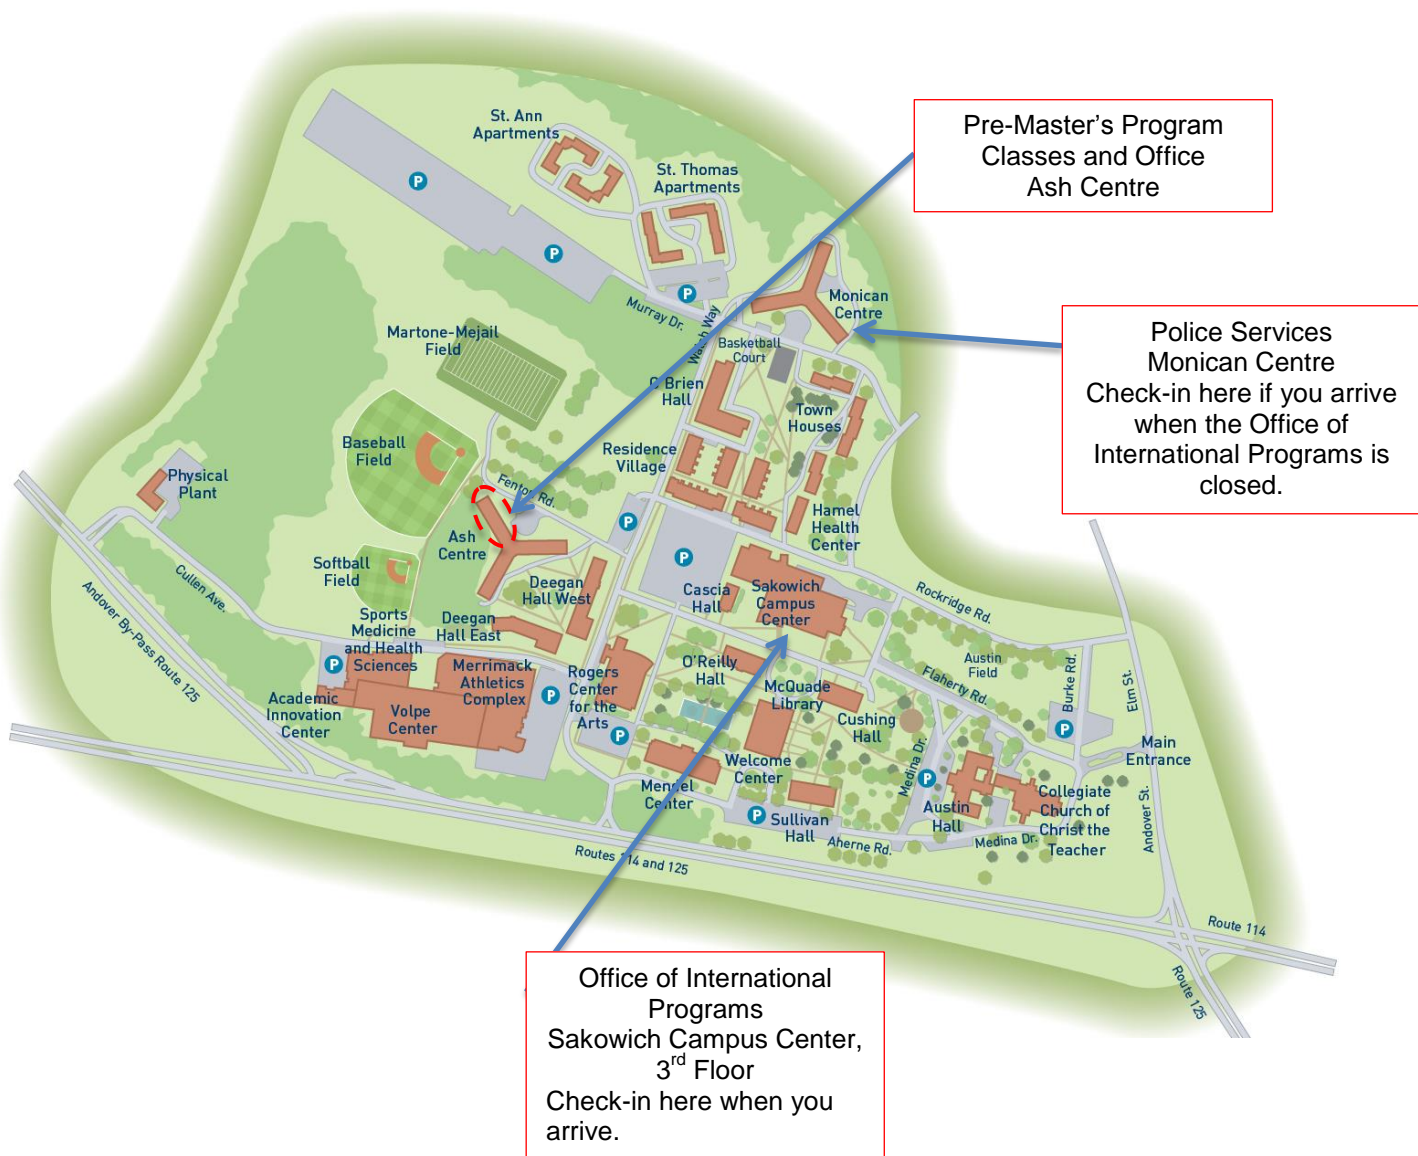 St. Ann
Apartments
P
St. Thomas
Apartments
P
P
Murray Dr.
Walsh Way
Monican
Centre
Basketball
Court
Martone-Mejail
Field
O'Brien
Hall
Town
Houses
Baseball
Field
Residence
Village
Physical
Plant
Fenton Rd.
P
Hamel
Health
Center
Ash
Centre
P
Softball
Field
Deegan
Hall West
Cascia
Hall
Sakowich
Campus
Center
Rockridge Rd.
Cullen Ave.
Andover By-Pass Route 125
Sports
Medicine
and Health
Sciences
Deegan
Hall East
P
Merrimack
Athletics
Complex
P
Rogers
Center
for the
Arts
P
O'Reilly
Hall
McQuade
Library
Austin
Field
Flaherty Rd.
Burke Rd.
Elm St.
Academic
Innovation
Center
Volpe
Center
Cushing
Hall
P
Main
Entrance
Medina Dr.
P
Welcome
Center
Mendel
Center
P
Sullivan
Hall
Austin
Hall
Collegiate
Church of
Christ the
Teacher
Aherne Rd.
Medina Dr.
Andover St.
Routes 114 and 125
Route 114
Route 125
Pre-Master's Program
Classes and Office
Ash Centre
Police Services
Monican Centre
Check-in here if you arrive
when the Office of
International Programs is
closed.
Office of International
Programs
Sakowich Campus Center,
3rd Floor
Check-in here when you
arrive.